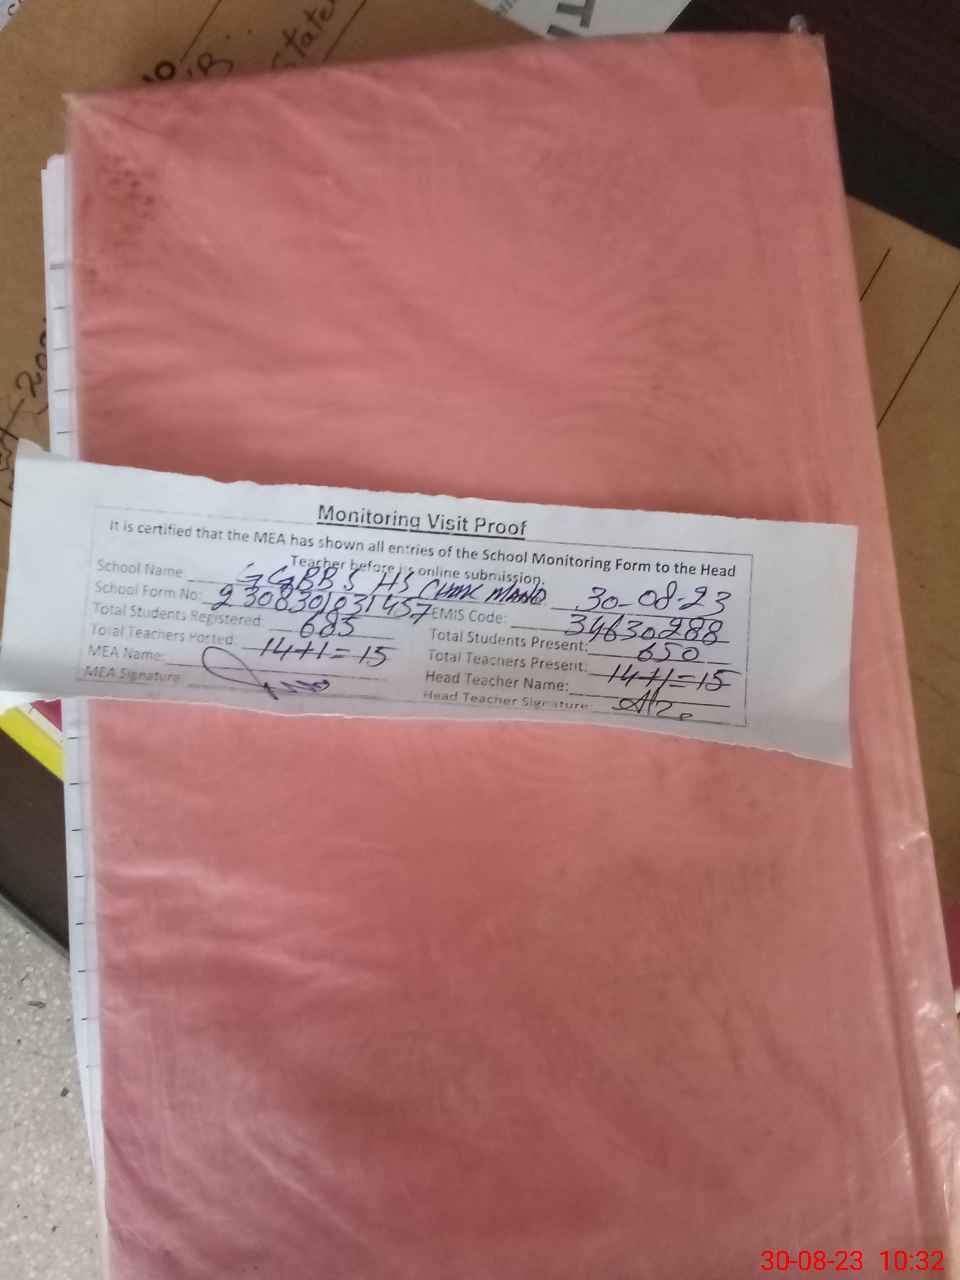 State
Monitoring Visit Proof
It is certified that the MEA has shown all entries of the School Monitoring Form to the Head
Teacher before its online submission.
School Name HS CHAK MAND 30-08-23
School Form No: EMIS Code: 34630288
Total Students Registered: 685 Total Students Present: 650
Total Teachers Posted: 14+1=15 Total Teachers Present: 14+1=15
MEA Name: Head Teacher Name:
MEA Signature Head Teacher Signature:
30-08-23 10:32